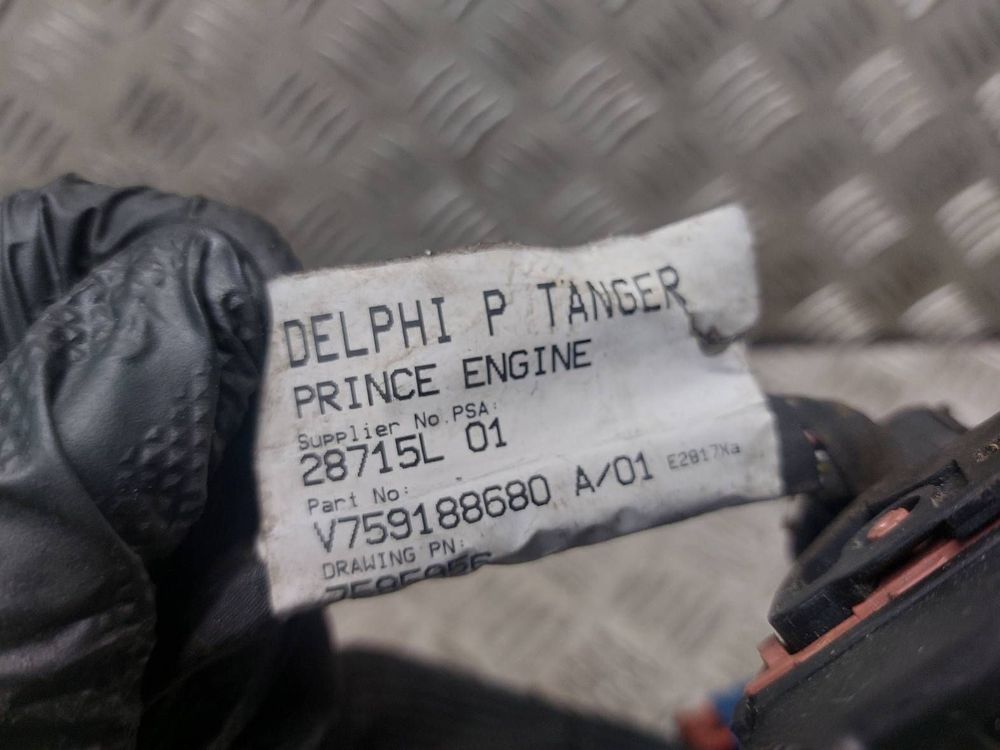 DELPHI P TANGER
PRINCE ENGINE
Supplier No.PSA:
28715L 01
Part No:
V759188680 A/01 E2817Xa
DRAWING PN: